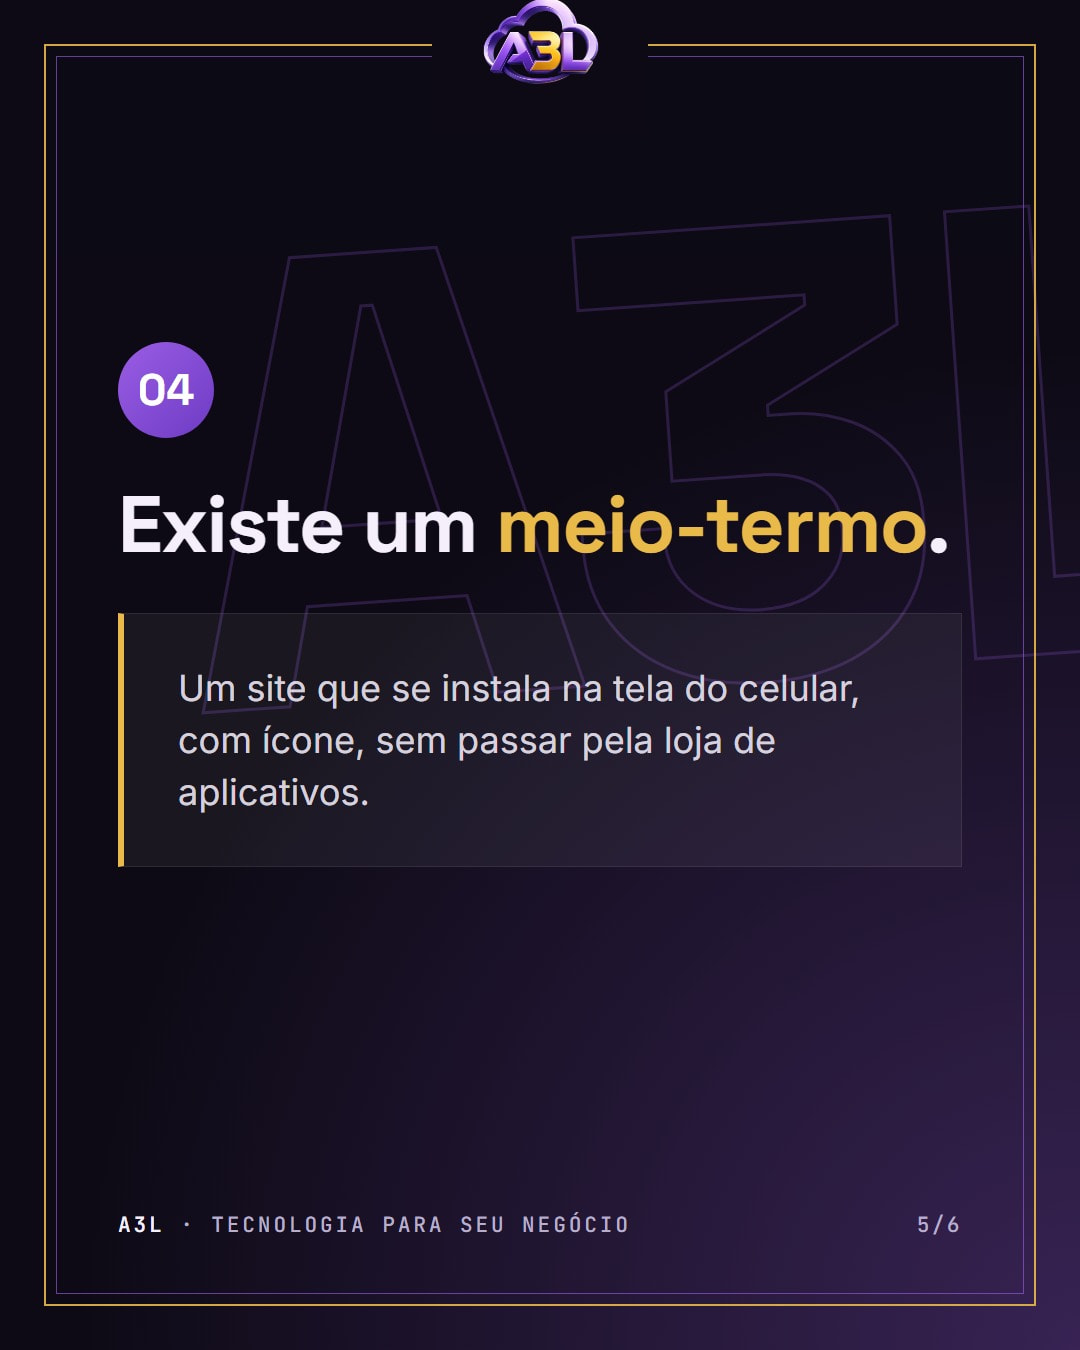 A3L
A3L
04
Existe um meio-termo.
Um site que se instala na tela do celular,
com ícone, sem passar pela loja de
aplicativos.
A3L · TECNOLOGIA PARA SEU NEGÓCIO
5/6